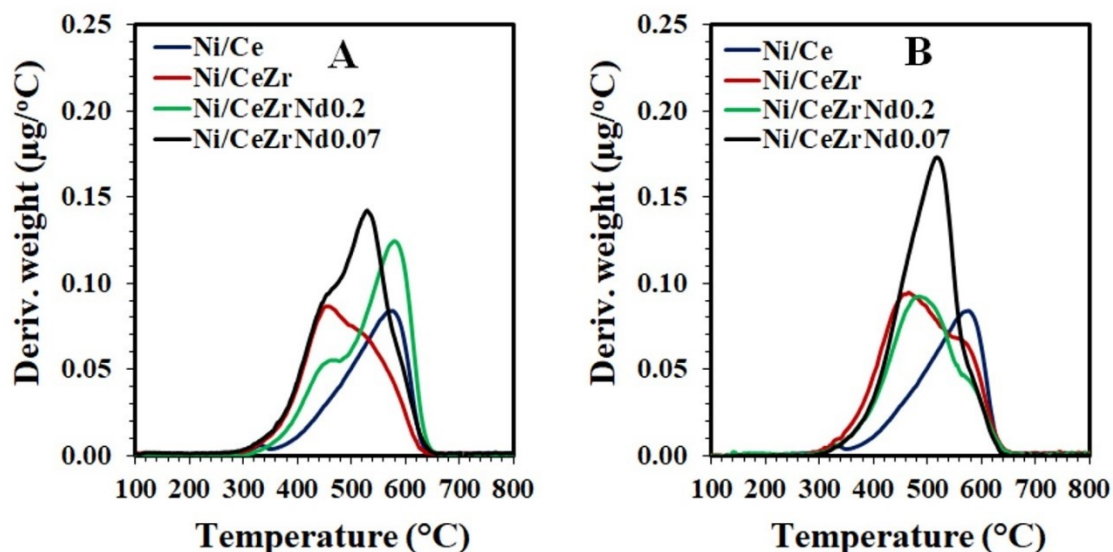 A
Ni/Ce
Ni/CeZr
Ni/CeZrNd0.2
Ni/CeZrNd0.07
Deriv. weight (µg/°C)
0.25
0.20
0.15
0.10
0.05
0.00
100 200 300 400 500 600 700 800
Temperature (°C)
B
Ni/Ce
Ni/CeZr
Ni/CeZrNd0.2
Ni/CeZrNd0.07
Deriv. weight (µg/°C)
0.25
0.20
0.15
0.10
0.05
0.00
100 200 300 400 500 600 700 800
Temperature (°C)